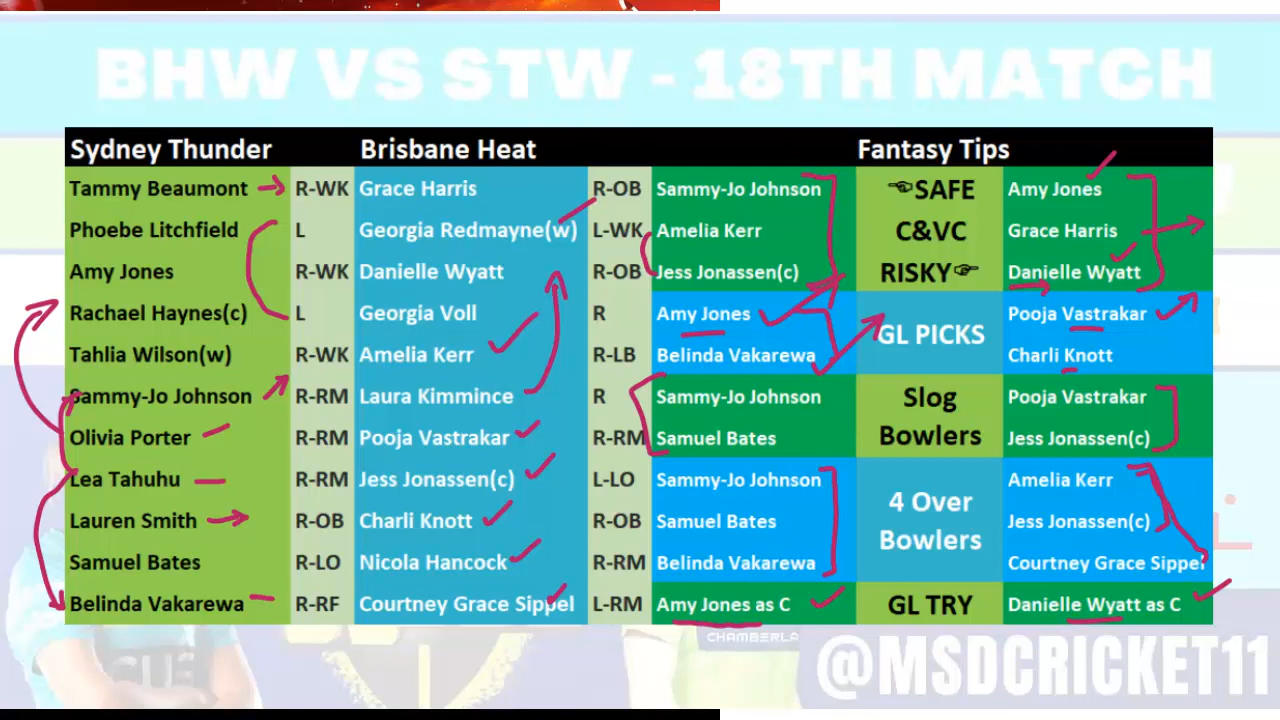 BHW VS STW - 18TH MATCH
Sydney Thunder Brisbane Heat Fantasy Tips
Tammy Beaumont R-WK Grace Harris R-OB Sammy-Jo Johnson ☜SAFE Amy Jones
Phoebe Litchfield L Georgia Redmayne(w) L-WK Amelia Kerr C&VC Grace Harris
Amy Jones R-WK Danielle Wyatt R-OB Jess Jonassen(c) RISKY☞ Danielle Wyatt
Rachael Haynes(c) L Georgia Voll R Amy Jones GL PICKS Pooja Vastrakar
Tahlia Wilson(w) R-WK Amelia Kerr R-LB Belinda Vakarewa Charli Knott
Sammy-Jo Johnson R-RM Laura Kimmince R Sammy-Jo Johnson Slog Pooja Vastrakar
Olivia Porter R-RM Pooja Vastrakar R-RM Samuel Bates Bowlers Jess Jonassen(c)
Lea Tahuhu R-RM Jess Jonassen(c) L-LO Sammy-Jo Johnson 4 Over Amelia Kerr
Lauren Smith R-OB Charli Knott R-OB Samuel Bates Bowlers Jess Jonassen(c)
Samuel Bates R-LO Nicola Hancock R-RM Belinda Vakarewa Courtney Grace Sippel
Belinda Vakarewa R-RF Courtney Grace Sippel L-RM Amy Jones as C GL TRY Danielle Wyatt as C
CHAMBERLA
@MSDCRICKET11